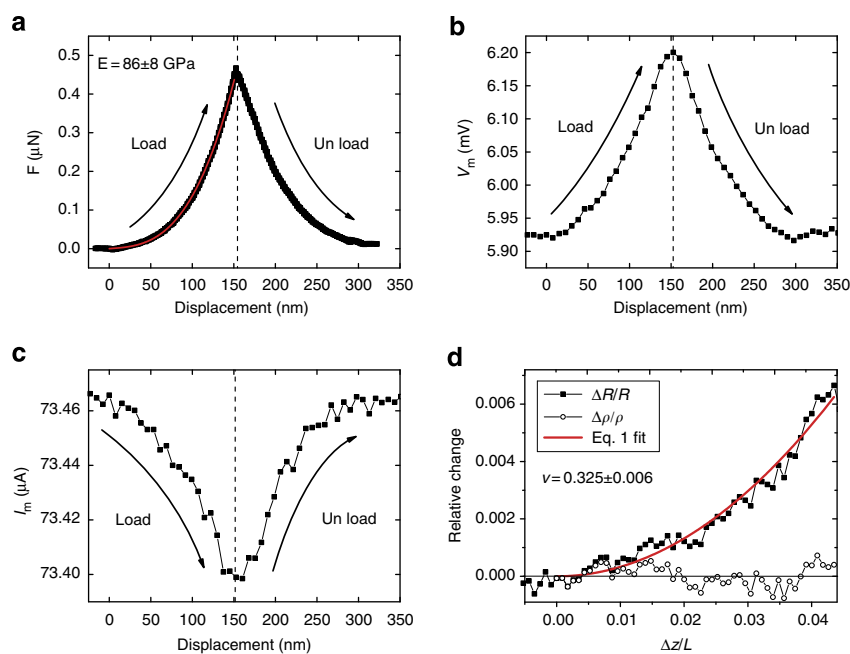 a
E = 86±8 GPa
Load
Un load
F (µN)
0.5
0.4
0.3
0.2
0.1
0.0
0 50 100 150 200 250 300 350
Displacement (nm)
b
Load
Un load
Vm (mV)
6.20
6.15
6.10
6.05
6.00
5.95
5.90
0 50 100 150 200 250 300 350
Displacement (nm)
c
Load
Un load
Im (µA)
73.46
73.44
73.42
73.40
0 50 100 150 200 250 300 350
Displacement (nm)
d
ΔR/R
Δρ/ρ
Eq. 1 fit
ν = 0.325±0.006
Relative change
0.006
0.004
0.002
0.000
0.00 0.01 0.02 0.03 0.04
Δz/L